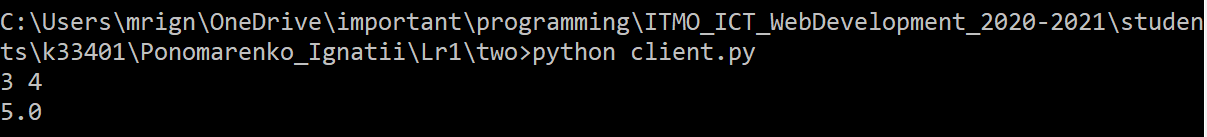 C:\Users\mrign\OneDrive\important\programming\ITMO_ICT_WebDevelopment_2020-2021\studen
ts\k33401\Ponomarenko_Ignatii\Lr1\two>python client.py
3 4
5.0